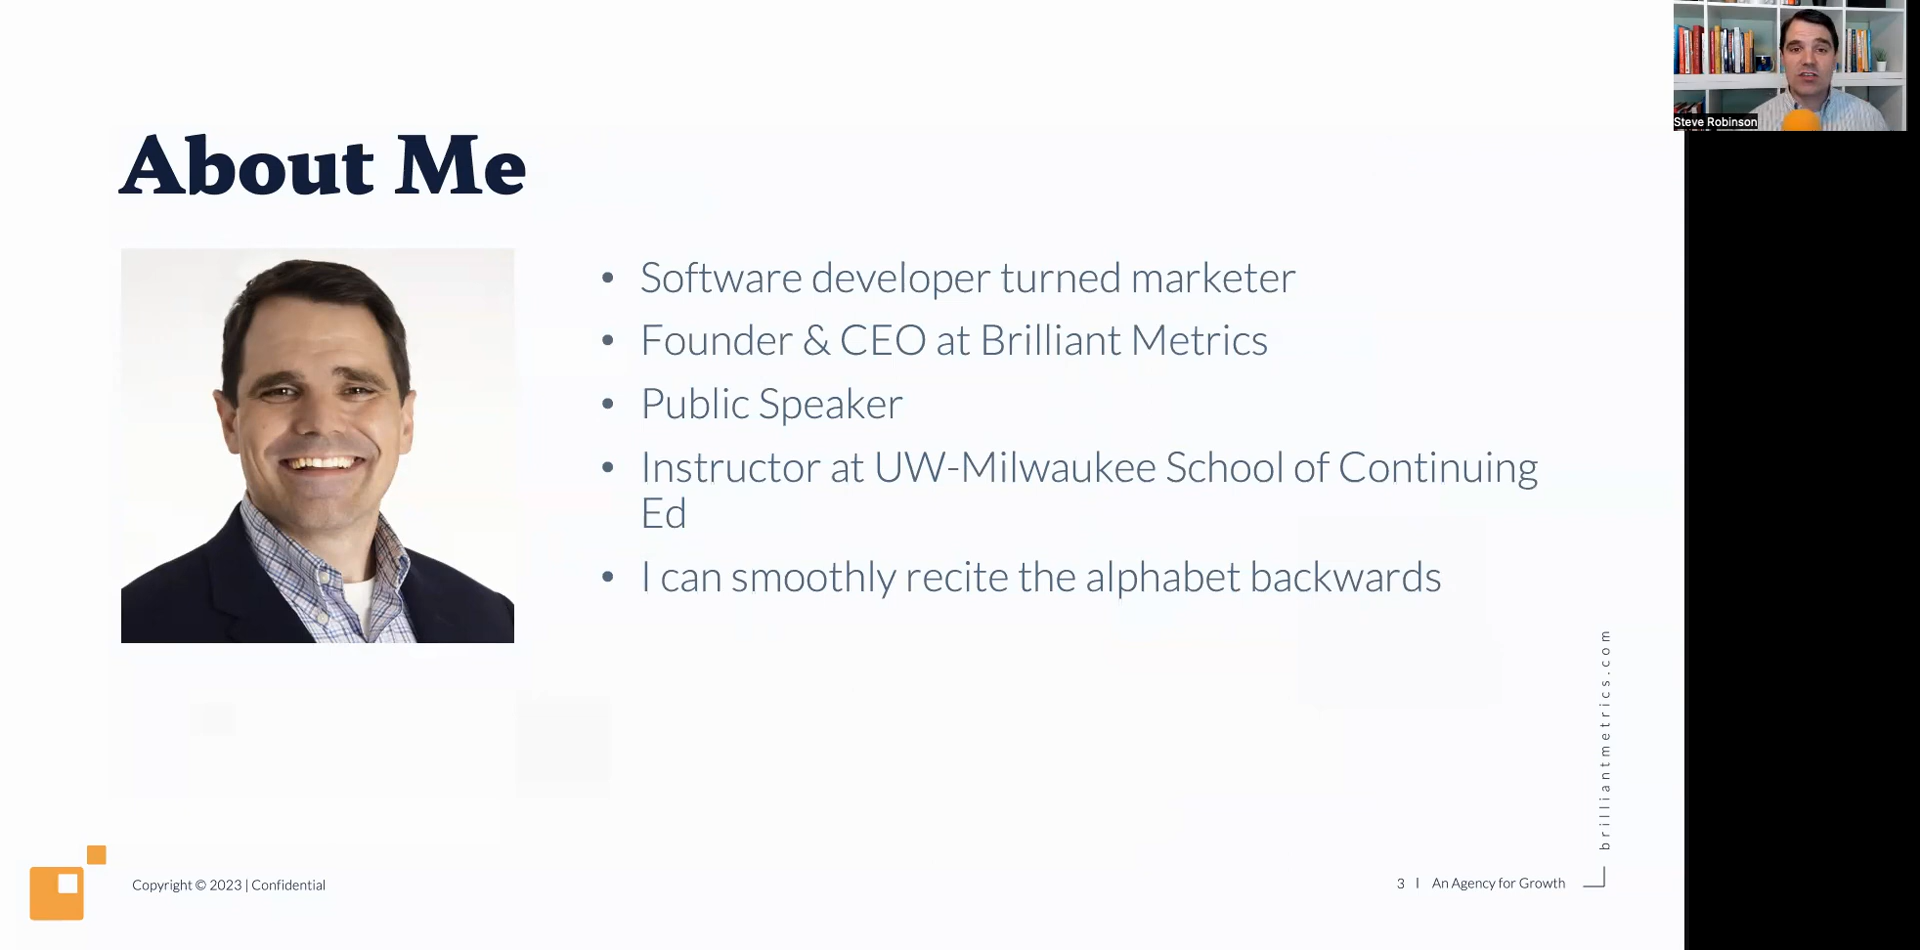 Steve Robinson
About Me
• Software developer turned marketer
• Founder & CEO at Brilliant Metrics
• Public Speaker
• Instructor at UW-Milwaukee School of Continuing
Ed
• I can smoothly recite the alphabet backwards
brilliantmetrics.com
Copyright © 2023 | Confidential
3 | An Agency for Growth